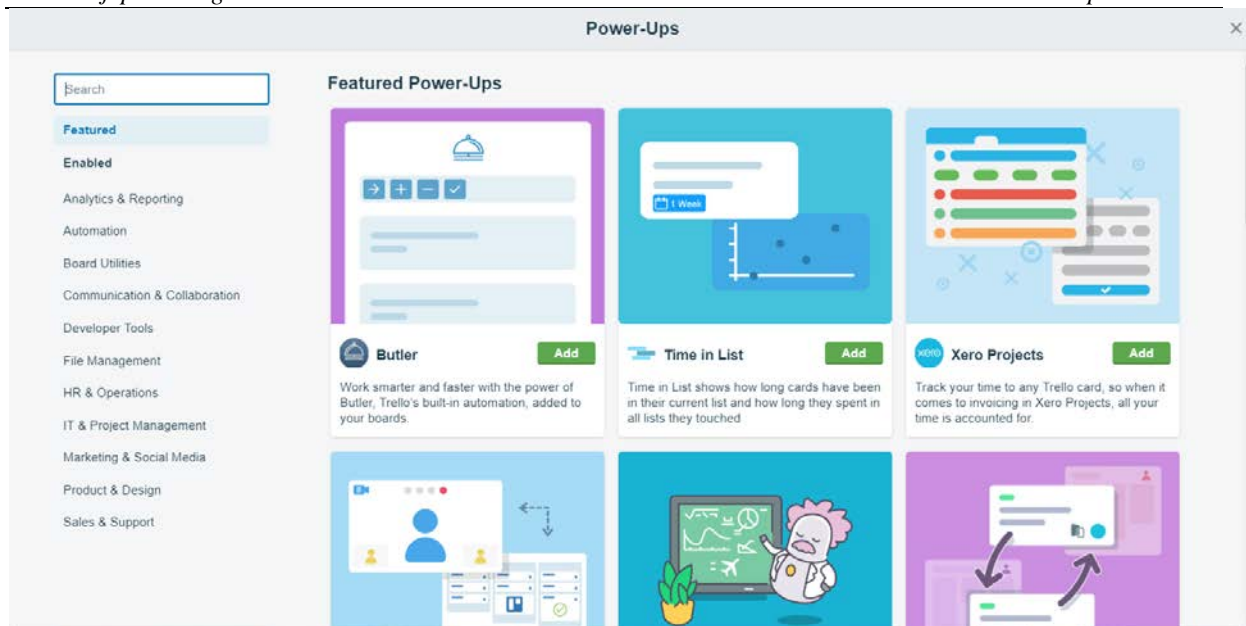 Power-Ups
Search
Featured
Enabled
Analytics & Reporting
Automation
Board Utilities
Communication & Collaboration
Developer Tools
File Management
HR & Operations
IT & Project Management
Marketing & Social Media
Product & Design
Sales & Support
Featured Power-Ups
1 Week
Butler
Add
Work smarter and faster with the power of
Butler, Trello's built-in automation, added to
your boards.
Time in List
Add
Time in List shows how long cards have been
in their current list and how long they spent in
all lists they touched
xero
Xero Projects
Add
Track your time to any Trello card, so when it
comes to invoicing in Xero Projects, all your
time is accounted for.